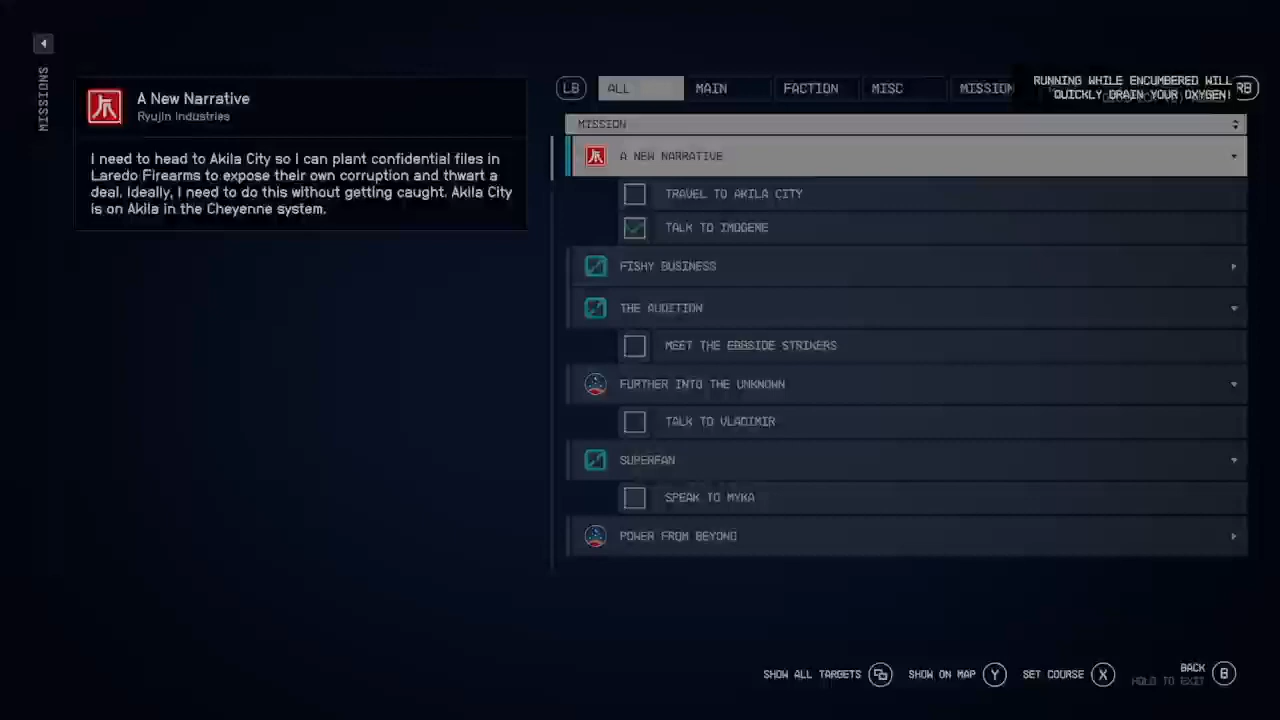 MISSIONS
A New Narrative
Ryujin Industries
I need to head to Akila City so I can plant confidential files in
Laredo Firearms to expose their own corruption and thwart a
deal. Ideally, I need to do this without getting caught. Akila City
is on Akila in the Cheyenne system.
LB ALL MAIN FACTION MISC MISSION RB
RUNNING WHILE ENCUMBERED WILL
QUICKLY DRAIN YOUR OXYGEN!
MISSION
A NEW NARRATIVE
TRAVEL TO AKILA CITY
TALK TO IMOGENE
FISHY BUSINESS
THE AUDITION
MEET THE EBBSIDE STRIKERS
FURTHER INTO THE UNKNOWN
TALK TO VLADIMIR
SUPERFAN
SPEAK TO MYKA
POWER FROM BEYOND
SHOW ALL TARGETS SHOW ON MAP Y SET COURSE X BACK B
HOLD TO EXIT